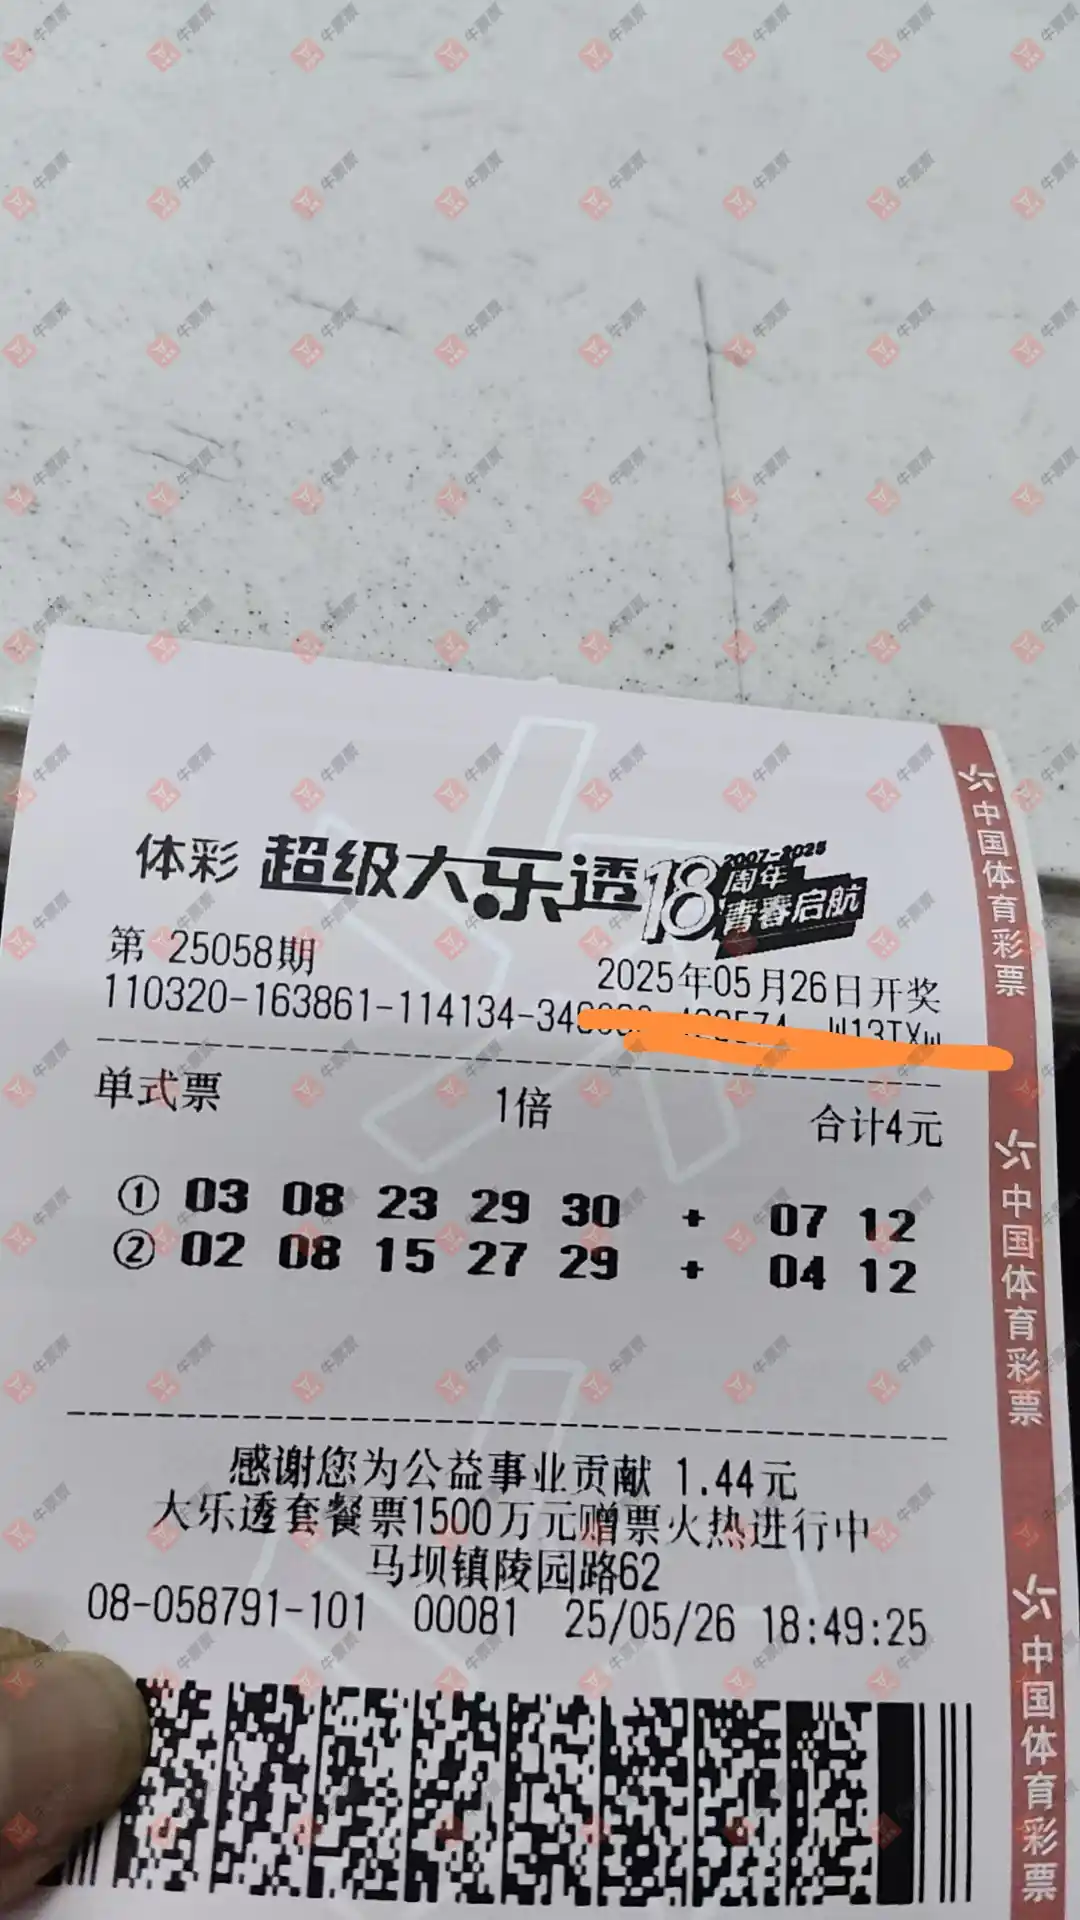 体彩 超级大乐透 18周年 2007-2025 青春启航
第 25058期
2025年05月26日开奖
110320-163861-114134-34
单式票 1倍 合计4元
① 03 08 23 29 30 + 07 12
② 02 08 15 27 29 + 04 12
感谢您为公益事业贡献 1.44元
大乐透套餐票1500万元赠票火热进行中
马坝镇陵园路62
08-058791-101 00081 25/05/26 18:49:25
中国体育彩票
中国体育彩票
中国体育彩票
牛票票